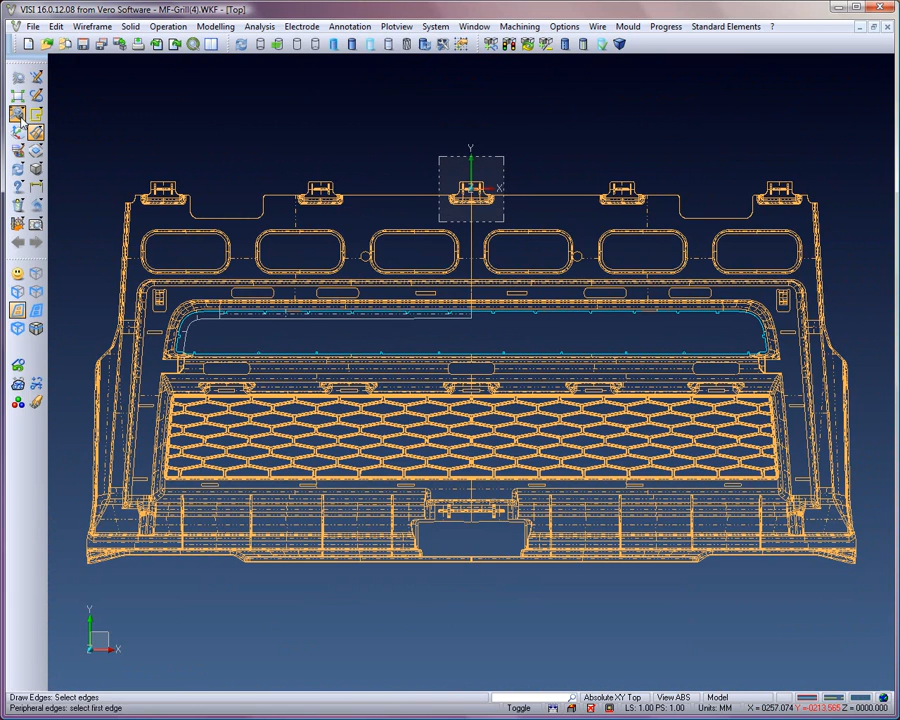 VISI 16.0.12.08 from Vero Software - MF-Grill(4).WKF - [Top]
File Edit Wireframe Solid Operation Modelling Analysis Electrode Annotation Plotview System Window Machining Options Wire Mould Progress Standard Elements ?
Y
X
Z
Y
X
Z
Draw Edges: Select edges
Absolute XY Top View ABS Model
Peripheral edges: select first edge
Toggle LS: 1.00 PS: 1.00 Units: MM X =0257.074 Y =-0213.565 Z =0000.000